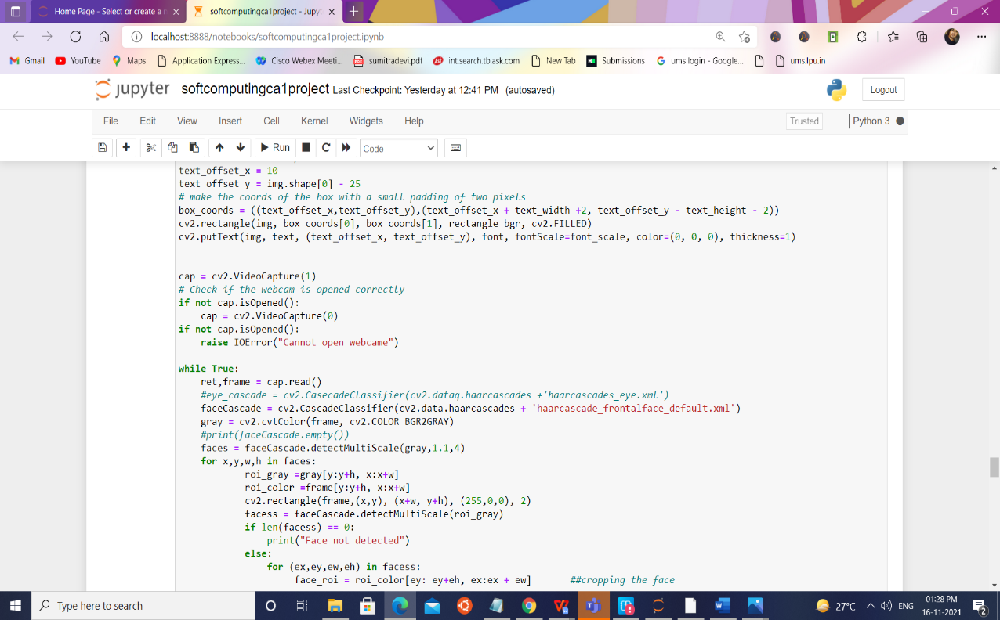 Home Page - Select or create a n
softcomputingca1project - Jupyt
localhost:8888/notebooks/softcomputingca1project.ipynb
Gmail YouTube Maps Application Express... Cisco Webex Meeti... sumitradevi.pdf int.search.tb.ask.com New Tab Submissions ums login - Google... ums.lpu.in
jupyter softcomputingca1project Last Checkpoint: Yesterday at 12:41 PM (autosaved)
Logout
File Edit View Insert Cell Kernel Widgets Help Trusted Python 3
Run Code
text_offset_x = 10
text_offset_y = img.shape[0] - 25
# make the coords of the box with a small padding of two pixels
box_coords = ((text_offset_x,text_offset_y),(text_offset_x + text_width +2, text_offset_y - text_height - 2))
cv2.rectangle(img, box_coords[0], box_coords[1], rectangle_bgr, cv2.FILLED)
cv2.putText(img, text, (text_offset_x, text_offset_y), font, fontScale=font_scale, color=(0, 0, 0), thickness=1)
cap = cv2.VideoCapture(1)
# Check if the webcam is opened correctly
if not cap.isOpened():
    cap = cv2.VideoCapture(0)
if not cap.isOpened():
    raise IOError("Cannot open webcame")
while True:
    ret,frame = cap.read()
    #eye_cascade = cv2.CasecadeClassifier(cv2.dataq.haarcascades +'haarcascades_eye.xml')
    faceCascade = cv2.CascadeClassifier(cv2.data.haarcascades + 'haarcascade_frontalface_default.xml')
    gray = cv2.cvtColor(frame, cv2.COLOR_BGR2GRAY)
    #print(faceCascade.empty())
    faces = faceCascade.detectMultiScale(gray,1.1,4)
    for x,y,w,h in faces:
            roi_gray =gray[y:y+h, x:x+w]
            roi_color =frame[y:y+h, x:x+w]
            cv2.rectangle(frame,(x,y), (x+w, y+h), (255,0,0), 2)
            facess = faceCascade.detectMultiScale(roi_gray)
            if len(facess) == 0:
                print("Face not detected")
            else:
                for (ex,ey,ew,eh) in facess:
                     face_roi = roi_color[ey: ey+eh, ex:ex + ew]       ##cropping the face
Type here to search
27°C ENG
01:28 PM
16-11-2021
2